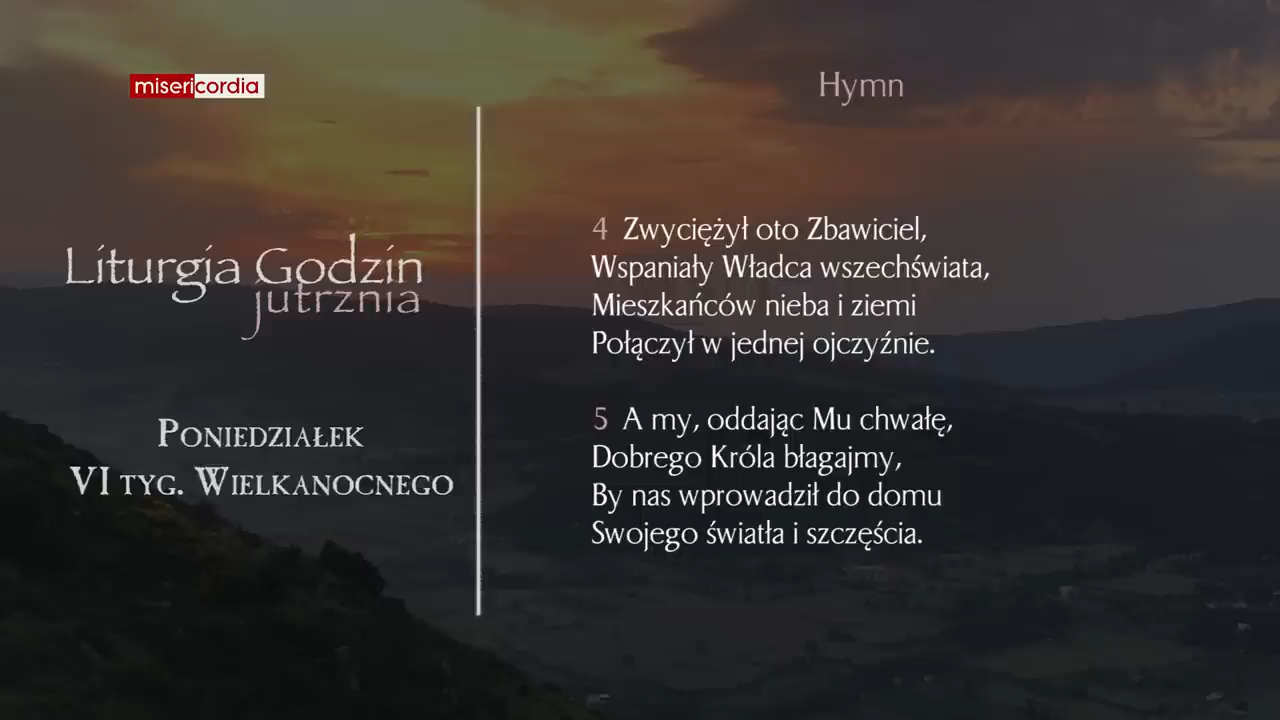 misericordia
Liturgia Godzin
jutrznia
Poniedziałek
VI tyg. Wielkanocnego
Hymn
4 Zwyciężył oto Zbawiciel,
Wspaniały Władca wszechświata,
Mieszkańców nieba i ziemi
Połączył w jednej ojczyźnie.
5 A my, oddając Mu chwałę,
Dobrego Króla błagajmy,
By nas wprowadził do domu
Swojego światła i szczęścia.